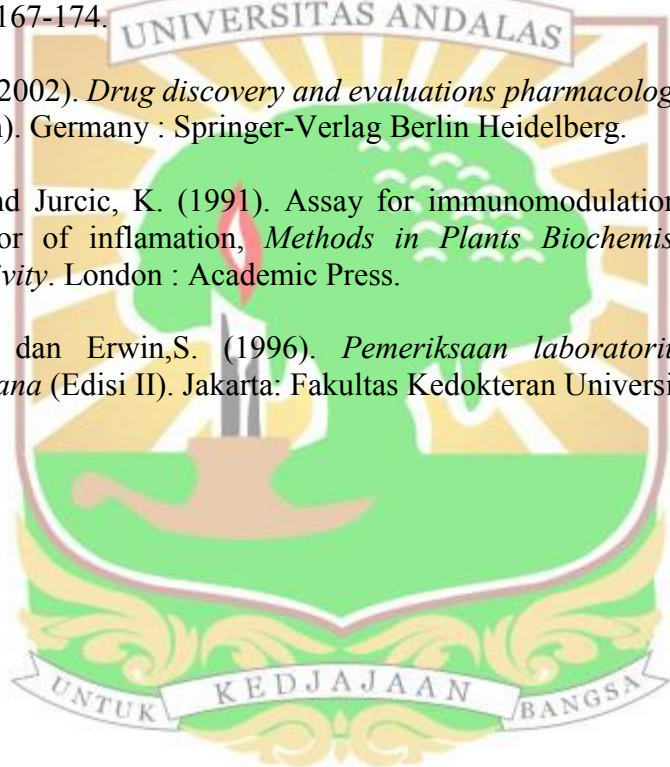 167-174.
UNIVERSITAS ANDALAS
2002). Drug discovery and evaluations pharmacolog
). Germany : Springer-Verlag Berlin Heidelberg.
nd Jurcic, K. (1991). Assay for immunomodulation
or of inflamation, Methods in Plants Biochemis
vity. London : Academic Press.
dan Erwin,S. (1996). Pemeriksaan laboratori
ana (Edisi II). Jakarta: Fakultas Kedokteran Universi
UNTUK KEDJAJAAN BANGSA